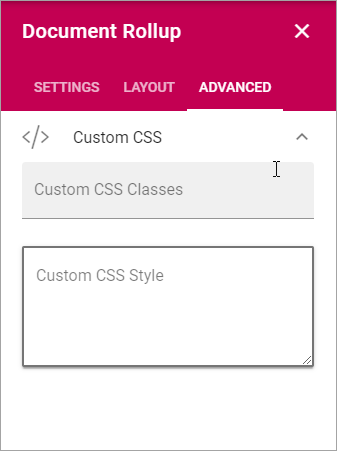 Document Rollup
SETTINGS LAYOUT ADVANCED
</> Custom CSS
Custom CSS Classes
Custom CSS Style